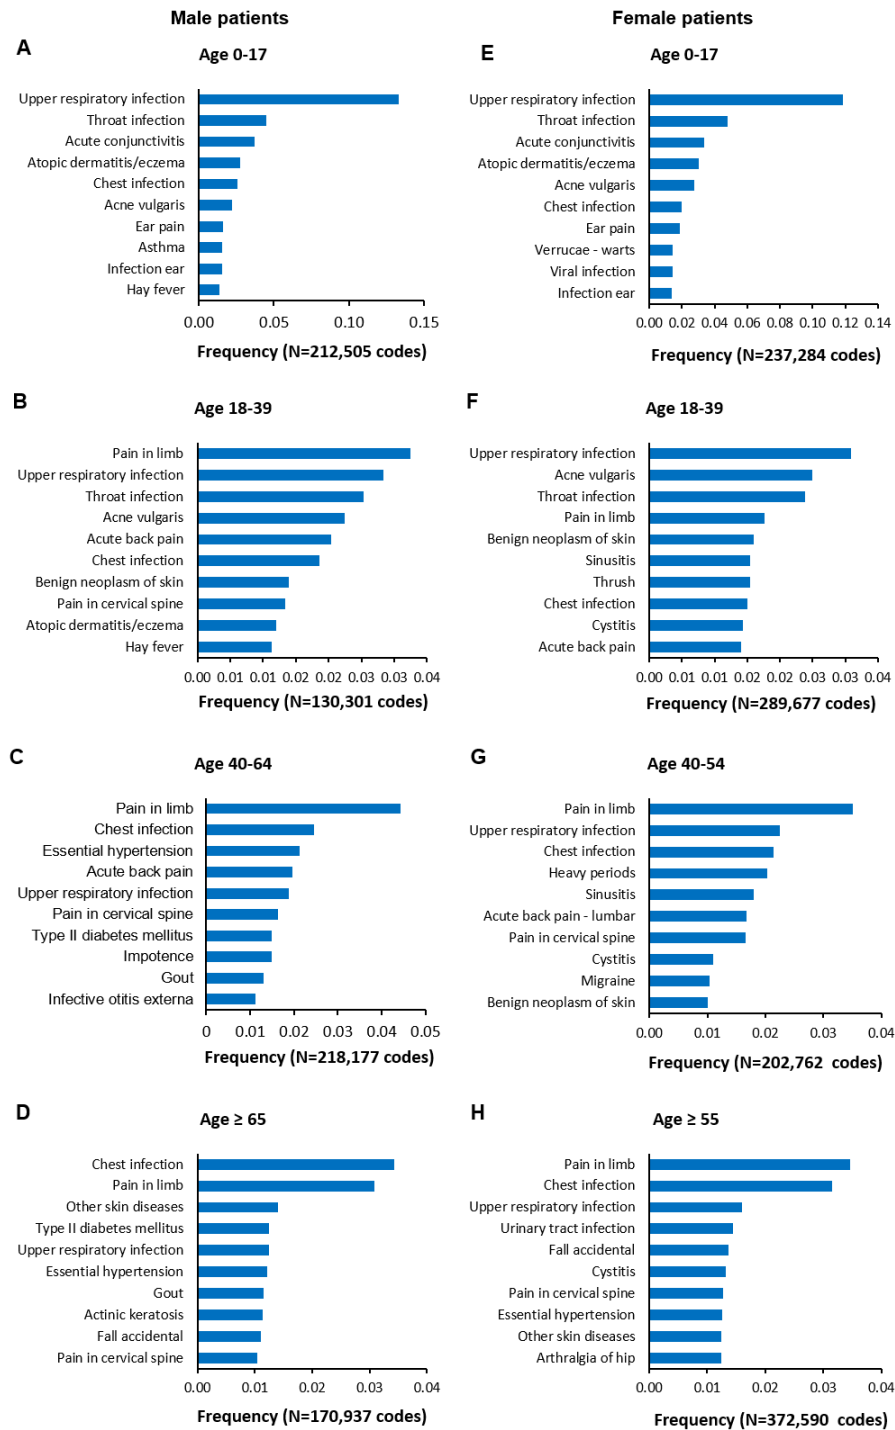 Male patients
Female patients
A
Age 0-17
Upper respiratory infection
Throat infection
Acute conjunctivitis
Atopic dermatitis/eczema
Chest infection
Acne vulgaris
Ear pain
Asthma
Infection ear
Hay fever
0.00 0.05 0.10 0.15
Frequency (N=212,505 codes)
E
Age 0-17
Upper respiratory infection
Throat infection
Acute conjunctivitis
Atopic dermatitis/eczema
Acne vulgaris
Chest infection
Ear pain
Verrucae - warts
Viral infection
Infection ear
0.00 0.02 0.04 0.06 0.08 0.10 0.12 0.14
Frequency (N=237,284 codes)
B
Age 18-39
Pain in limb
Upper respiratory infection
Throat infection
Acne vulgaris
Acute back pain
Chest infection
Benign neoplasm of skin
Pain in cervical spine
Atopic dermatitis/eczema
Hay fever
0.00 0.01 0.01 0.02 0.02 0.03 0.03 0.04
Frequency (N=130,301 codes)
F
Age 18-39
Upper respiratory infection
Acne vulgaris
Throat infection
Pain in limb
Benign neoplasm of skin
Sinusitis
Thrush
Chest infection
Cystitis
Acute back pain
0.00 0.01 0.01 0.02 0.02 0.03 0.03 0.04
Frequency (N=289,677 codes)
C
Age 40-64
Pain in limb
Chest infection
Essential hypertension
Acute back pain
Upper respiratory infection
Pain in cervical spine
Type II diabetes mellitus
Impotence
Gout
Infective otitis externa
0 0.01 0.02 0.03 0.04 0.05
Frequency (N=218,177 codes)
G
Age 40-54
Pain in limb
Upper respiratory infection
Chest infection
Heavy periods
Sinusitis
Acute back pain - lumbar
Pain in cervical spine
Cystitis
Migraine
Benign neoplasm of skin
0.00 0.01 0.02 0.03 0.04
Frequency (N=202,762 codes)
D
Age ≥ 65
Chest infection
Pain in limb
Other skin diseases
Type II diabetes mellitus
Upper respiratory infection
Essential hypertension
Gout
Actinic keratosis
Fall accidental
Pain in cervical spine
0.00 0.01 0.02 0.03 0.04
Frequency (N=170,937 codes)
H
Age ≥ 55
Pain in limb
Chest infection
Upper respiratory infection
Urinary tract infection
Fall accidental
Cystitis
Pain in cervical spine
Essential hypertension
Other skin diseases
Arthralgia of hip
0.00 0.01 0.02 0.03 0.04
Frequency (N=372,590 codes)